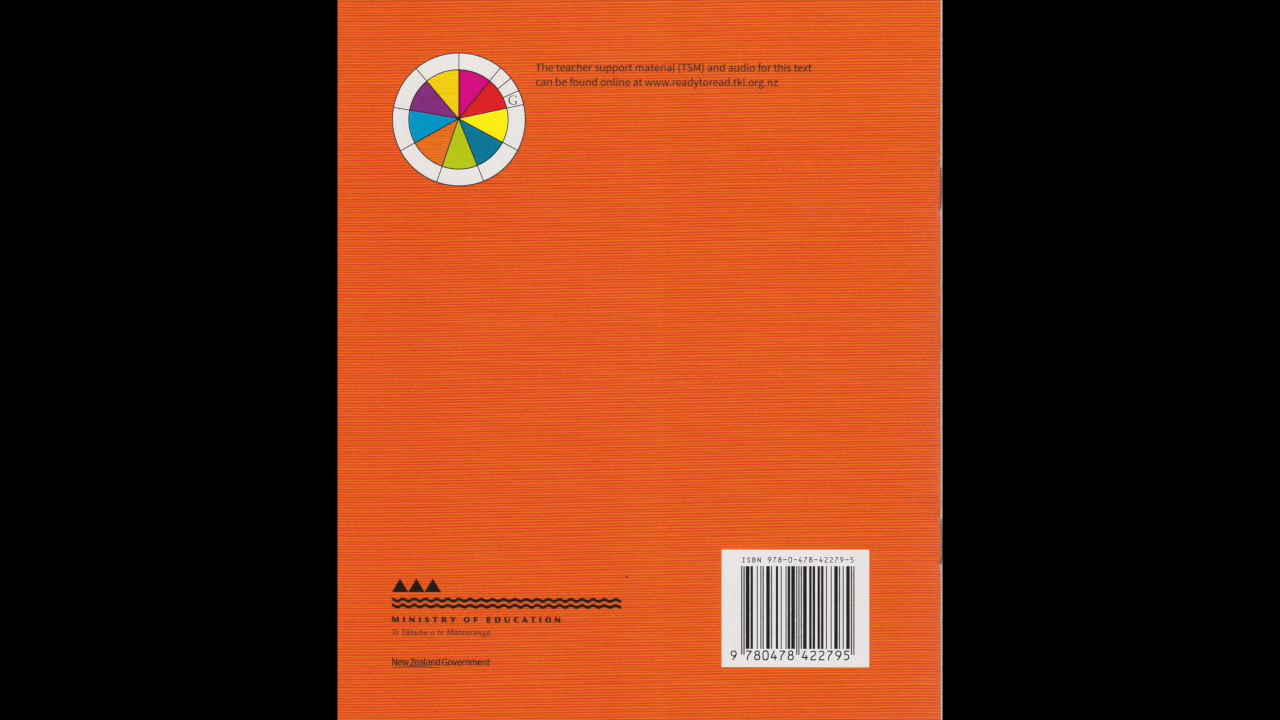 The teacher support material (TSM) and audio for this text
can be found online at www.readytoread.tki.org.nz
G
ISBN 978-0-478-42279-5
9 780478 422795
MINISTRY OF EDUCATION
Te Tāhuhu o te Mātauranga
New Zealand Government